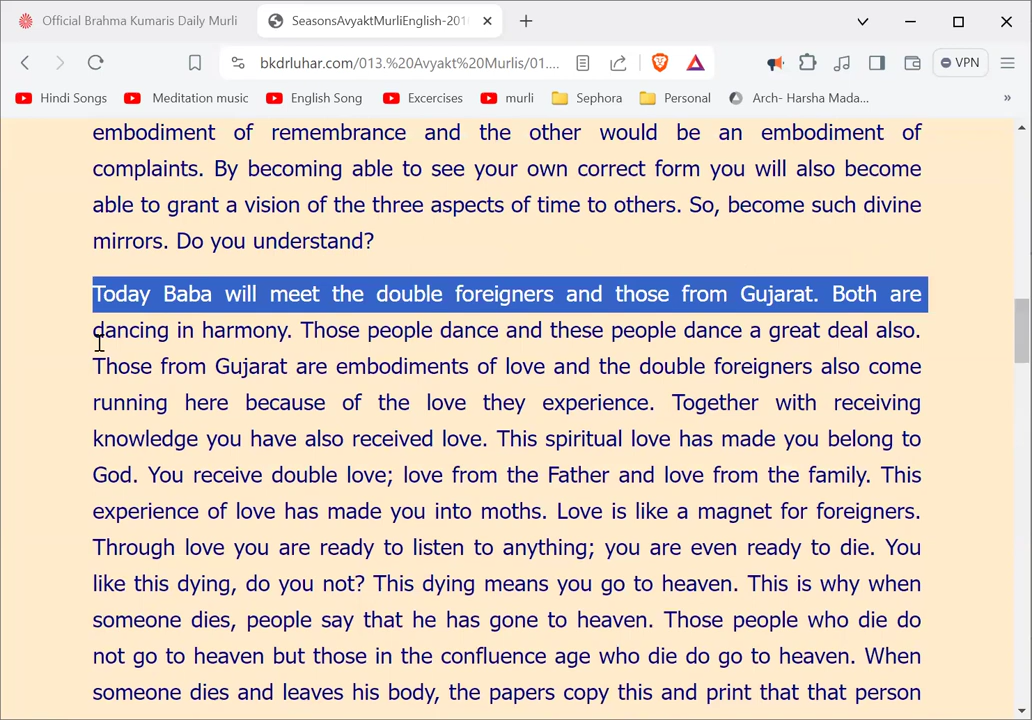 Official Brahma Kumaris Daily Murli
SeasonsAvyaktMurliEnglish-201
bkdrluhar.com/013.%20Avyakt%20Murlis/01....
VPN
Hindi Songs
Meditation music
English Song
Excercises
murli
Sephora
Personal
Arch- Harsha Mada...
»
embodiment of remembrance and the other would be an embodiment of
complaints. By becoming able to see your own correct form you will also become
able to grant a vision of the three aspects of time to others. So, become such divine
mirrors. Do you understand?
Today Baba will meet the double foreigners and those from Gujarat. Both are
dancing in harmony. Those people dance and these people dance a great deal also.
Those from Gujarat are embodiments of love and the double foreigners also come
running here because of the love they experience. Together with receiving
knowledge you have also received love. This spiritual love has made you belong to
God. You receive double love; love from the Father and love from the family. This
experience of love has made you into moths. Love is like a magnet for foreigners.
Through love you are ready to listen to anything; you are even ready to die. You
like this dying, do you not? This dying means you go to heaven. This is why when
someone dies, people say that he has gone to heaven. Those people who die do
not go to heaven but those in the confluence age who die do go to heaven. When
someone dies and leaves his body, the papers copy this and print that that person